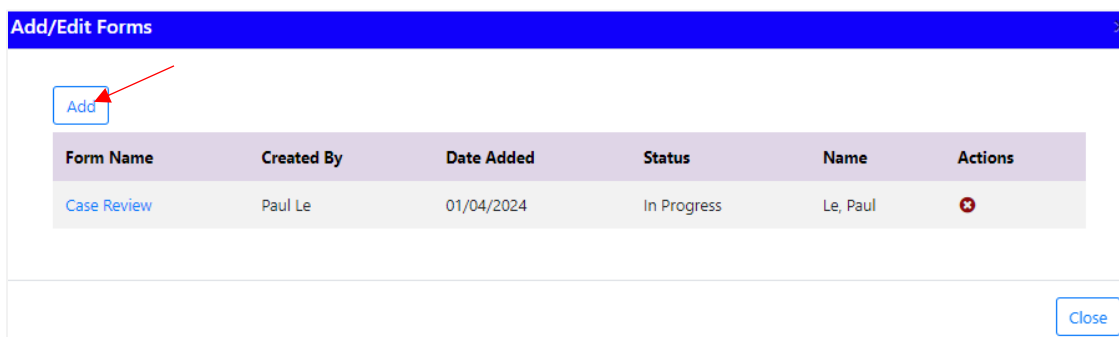 Add/Edit Forms
Add
Form Name Created By Date Added Status Name Actions
Case Review Paul Le 01/04/2024 In Progress Le, Paul
Close